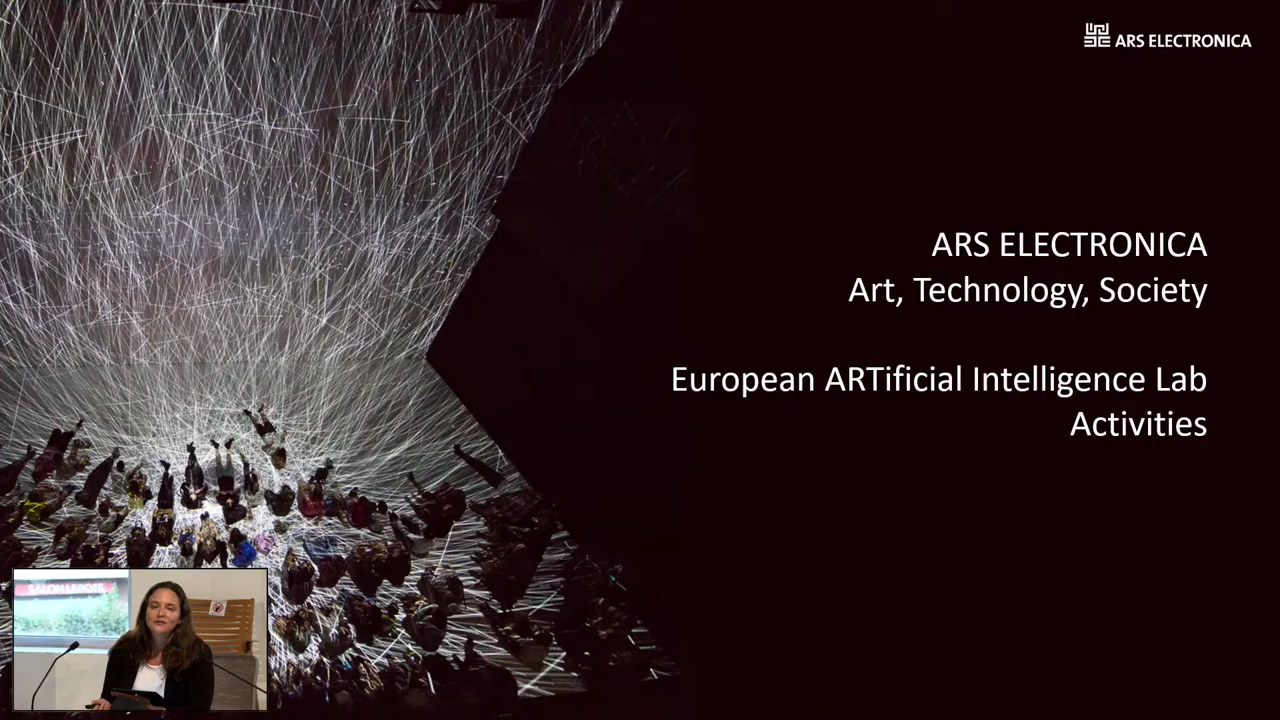 ARS ELECTRONICA
ARS ELECTRONICA
Art, Technology, Society
European ARTificial Intelligence Lab
Activities